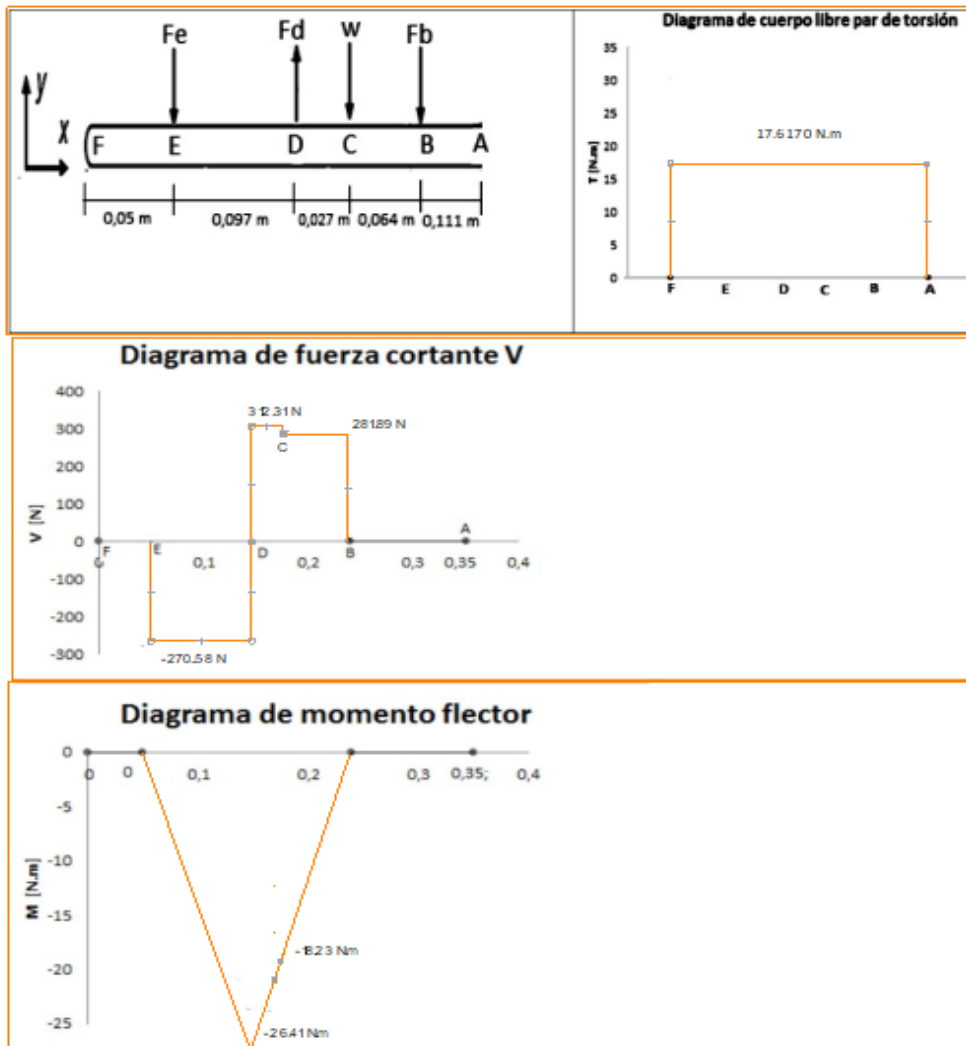 Fe Fd w Fb
y
X F E D C B A
0,05 m 0,097 m 0,027 m 0,064 m 0,111 m
Diagrama de cuerpo libre par de torsión
35
30
25
20
15
10
5
0
T [N.m]
17.6170 N.m
F E D C B A
Diagrama de fuerza cortante V
400
300
200
100
0
-100
-200
-300
V [N]
312.31 N
281.89 N
C
A
F E D B
0 0,1 0,2 0,3 0,35 0,4
-270.58 N
Diagrama de momento flector
0
-5
-10
-15
-20
-25
M [N.m]
0 0 0,1 0,2 0,3 0,35; 0,4
-18.23 Nm
-26.41 Nm